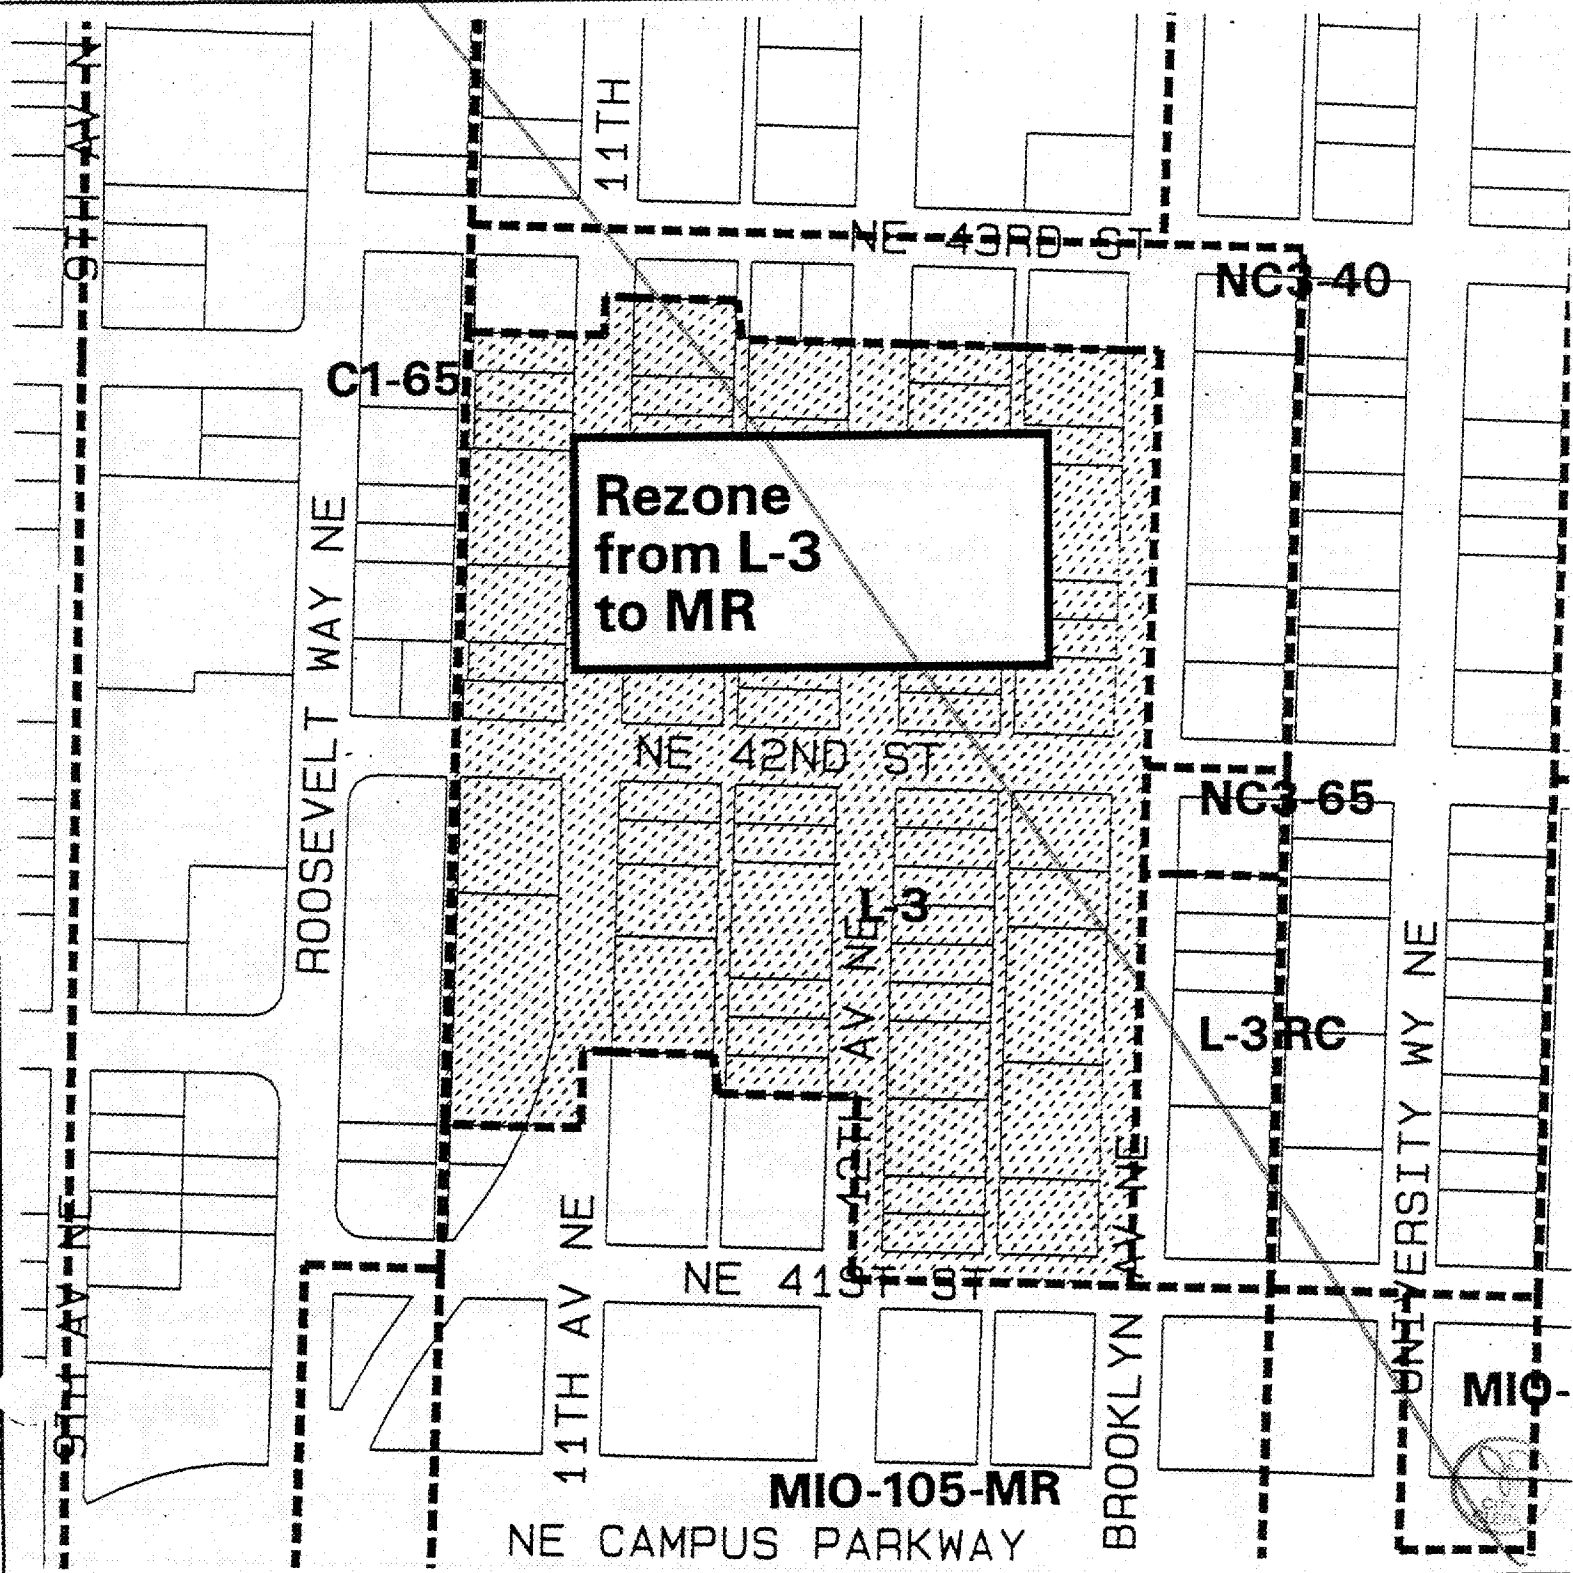 9TH AV N
11TH
NE 43RD ST
NC3-40
C1-65
Rezone
from L-3
to MR
ROOSEVELT WAY NE
NE 42ND ST
NC3-65
L-3
12TH AV NE
L-3 RC
UNIVERSITY WY NE
9TH AV NE
11TH AV NE
NE 41ST ST
BROOKLYN AV NE
MIO-
MIO-105-MR
NE CAMPUS PARKWAY